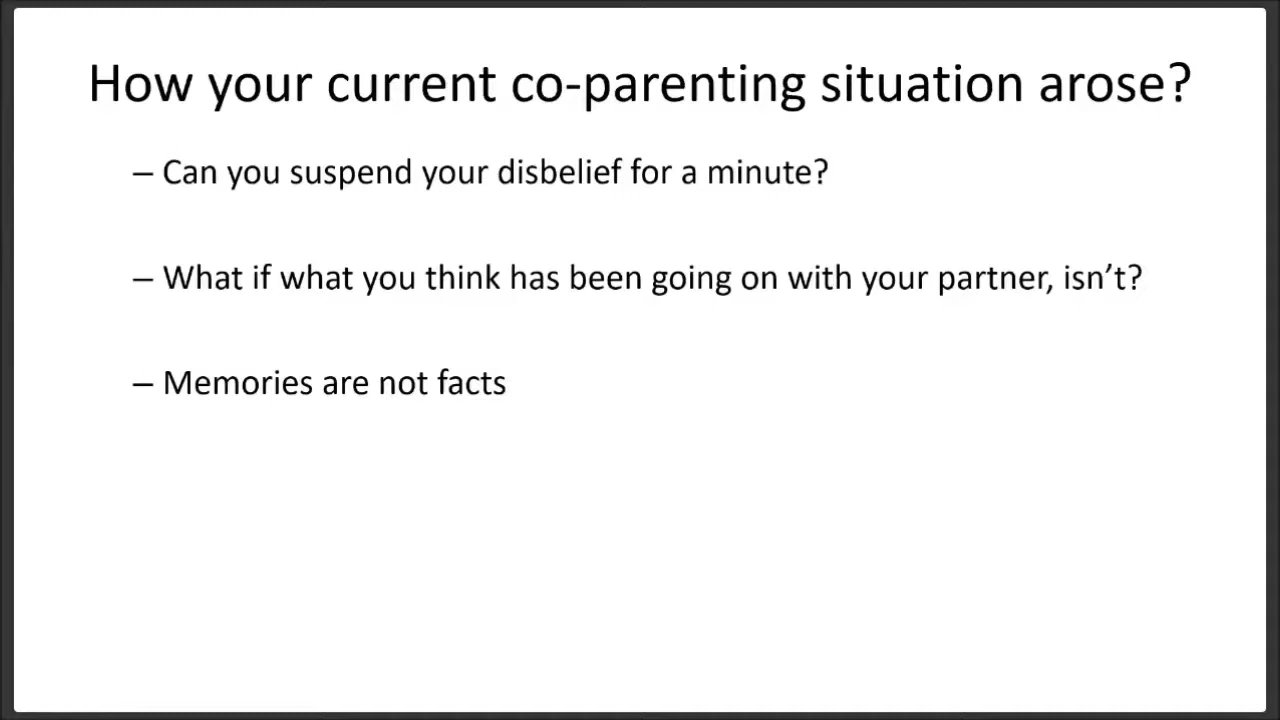 How your current co-parenting situation arose?
– Can you suspend your disbelief for a minute?
– What if what you think has been going on with your partner, isn’t?
– Memories are not facts